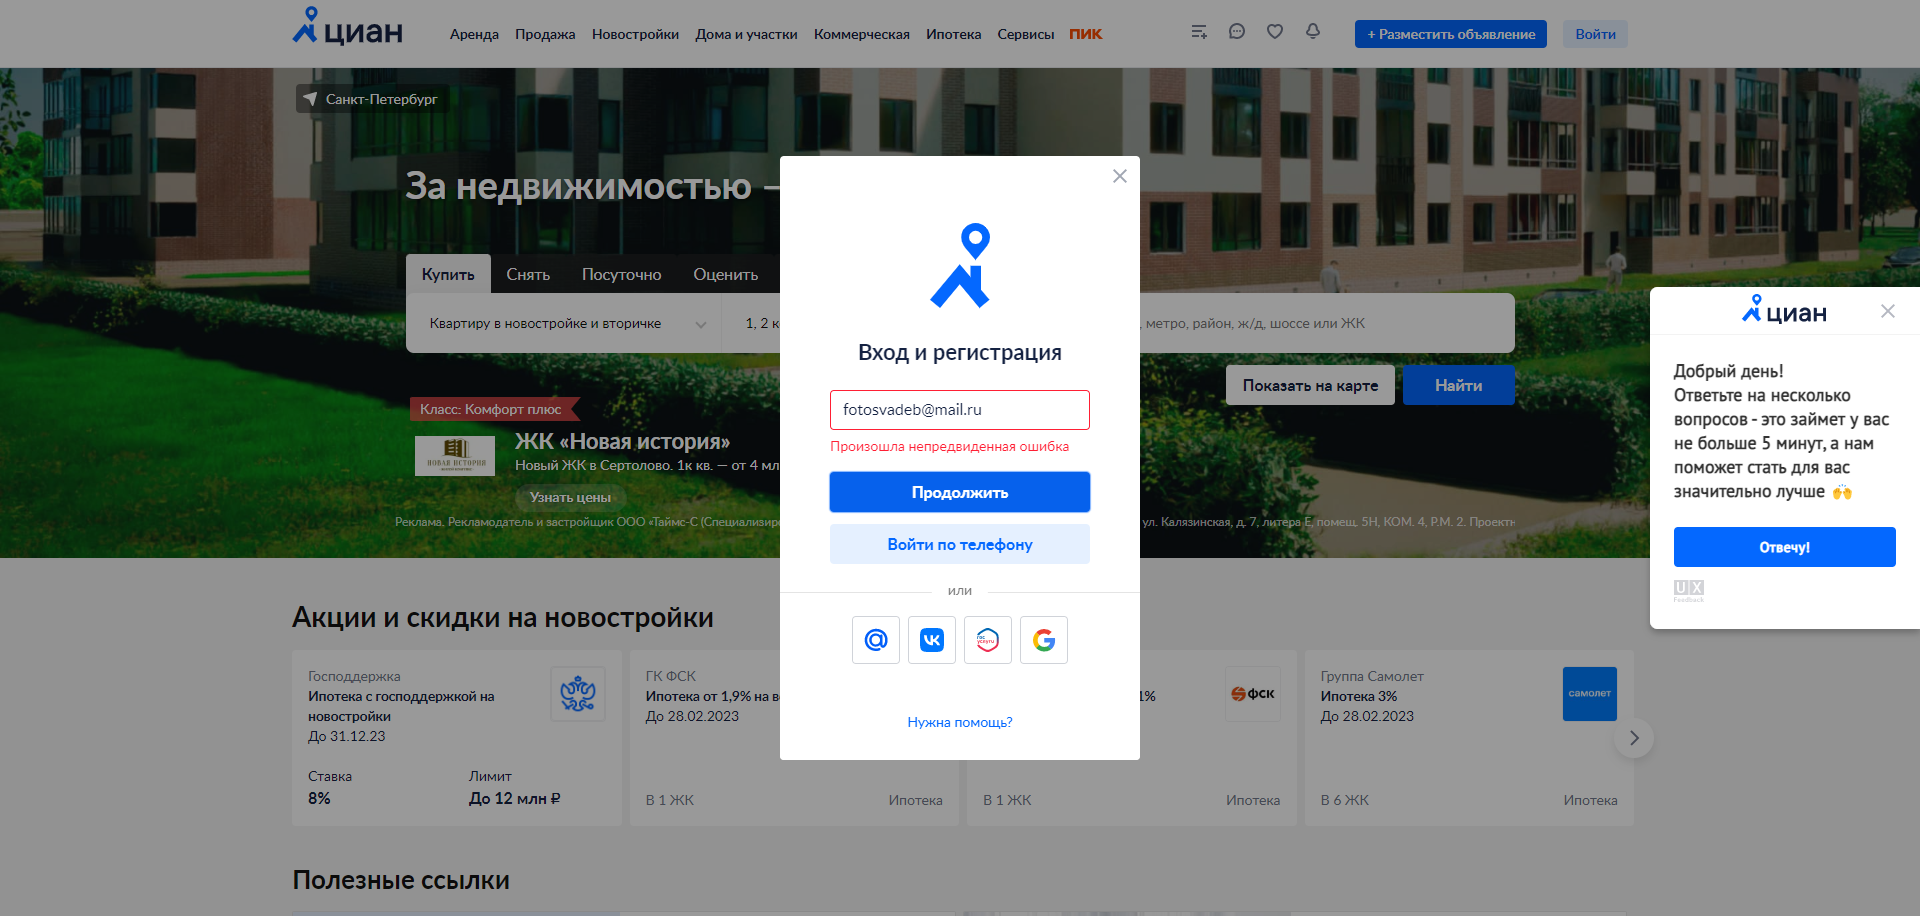 циан
Аренда Продажа Новостройки Дома и участки Коммерческая Ипотека Сервисы ПИК
+ Разместить объявление
Войти
Санкт-Петербург
За недвижимостью –
Купить Снять Посуточно Оценить
Квартиру в новостройке и вторичке
1, 2 к
, метро, район, ж/д, шоссе или ЖК
Показать на карте
Найти
Класс: Комфорт плюс
НОВАЯ ИСТОРИЯ
ЖК «Новая история»
Новый ЖК в Сертолово. 1к кв. — от 4 мл
Узнать цены
Реклама, Рекламодатель и застройщик ООО «Таймс-С (Специализиро
ул. Калязинская, д. 7, литера Е, помещ. 5Н, КОМ. 4, Р.М. 2. Проектн
Вход и регистрация
fotosvadeb@mail.ru
Произошла непредвиденная ошибка
Продолжить
Войти по телефону
или
гос
услуги
Нужна помощь?
циан
Добрый день!
Ответьте на несколько
вопросов - это займет у вас
не больше 5 минут, а нам
поможет стать для вас
значительно лучше 🙌
Отвечу!
UX
Feedback
Акции и скидки на новостройки
Господдержка
Ипотека с господдержкой на
новостройки
До 31.12.23
Ставка
8%
Лимит
До 12 млн ₽
ГК ФСК
Ипотека от 1,9% на в
До 28.02.2023
В 1 ЖК
Ипотека
1%
ФСК
В 1 ЖК
Ипотека
Группа Самолет
Ипотека 3%
До 28.02.2023
самолет
В 6 ЖК
Ипотека
Полезные ссылки